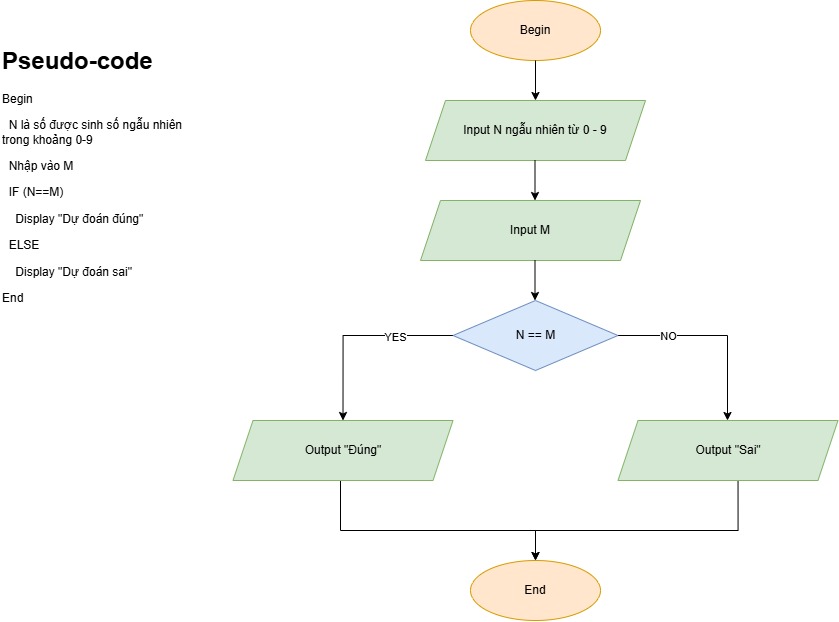 Pseudo-code
Begin
N là số được sinh số ngẫu nhiên
trong khoảng 0-9
Nhập vào M
IF (N==M)
Display "Dự đoán đúng"
ELSE
Display "Dự đoán sai"
End
Begin
Input N ngẫu nhiên từ 0 - 9
Input M
N == M
YES
NO
Output "Đúng"
Output "Sai"
End